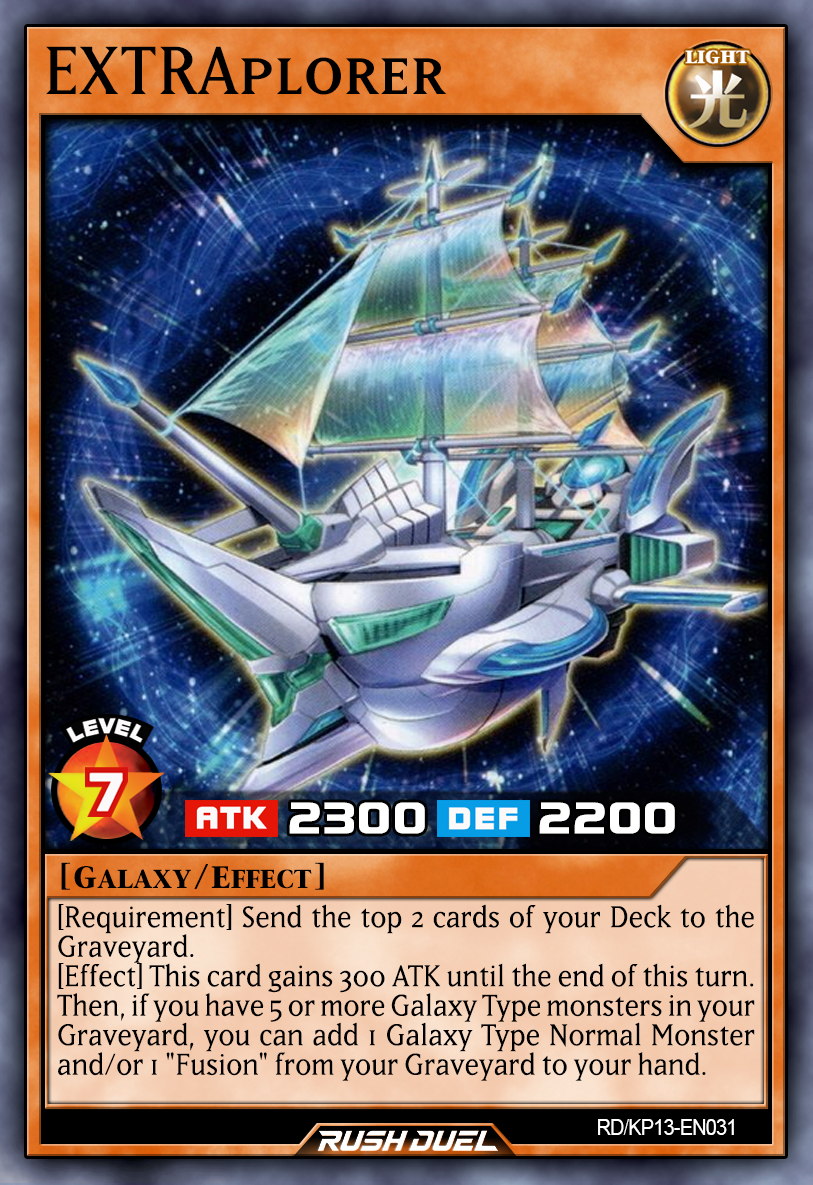 EXTRAPLORER
LIGHT
光
LEVEL
7
ATK 2300 DEF 2200
[GALAXY/EFFECT]
[Requirement] Send the top 2 cards of your Deck to the
Graveyard.
[Effect] This card gains 300 ATK until the end of this turn.
Then, if you have 5 or more Galaxy Type monsters in your
Graveyard, you can add 1 Galaxy Type Normal Monster
and/or 1 "Fusion" from your Graveyard to your hand.
RD/KP13-EN031
RUSH DUEL